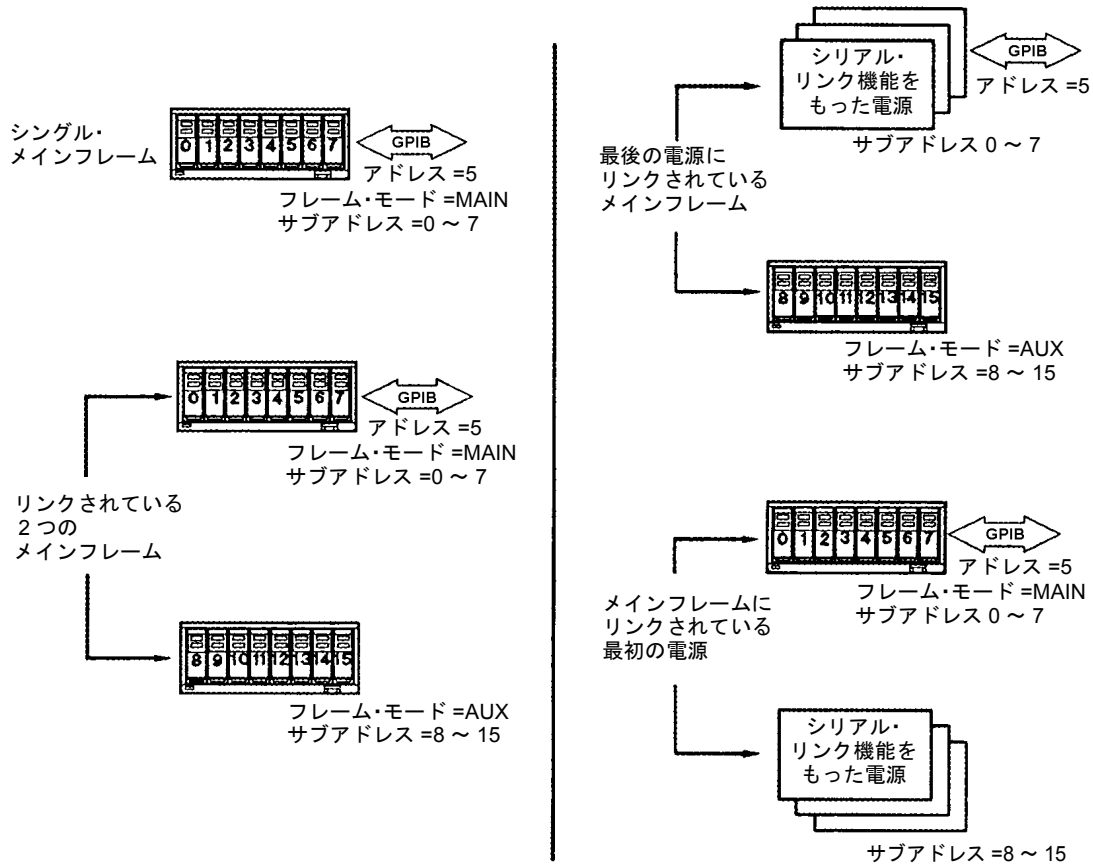 シングル・
メインフレーム
0 1 2 3 4 5 6 7
GPIB
アドレス =5
フレーム・モード =MAIN
サブアドレス =0 ~ 7
リンクされている
2 つの
メインフレーム
0 1 2 3 4 5 6 7
GPIB
アドレス =5
フレーム・モード =MAIN
サブアドレス =0 ~ 7
8 9 10 11 12 13 14 15
フレーム・モード =AUX
サブアドレス =8 ~ 15
最後の電源に
リンクされている
メインフレーム
シリアル・
リンク機能を
もった電源
GPIB
アドレス =5
サブアドレス 0 ~ 7
8 9 10 11 12 13 14 15
フレーム・モード =AUX
サブアドレス =8 ~ 15
メインフレームに
リンクされている
最初の電源
0 1 2 3 4 5 6 7
GPIB
アドレス =5
フレーム・モード =MAIN
サブアドレス 0 ~ 7
シリアル・
リンク機能を
もった電源
サブアドレス =8 ~ 15